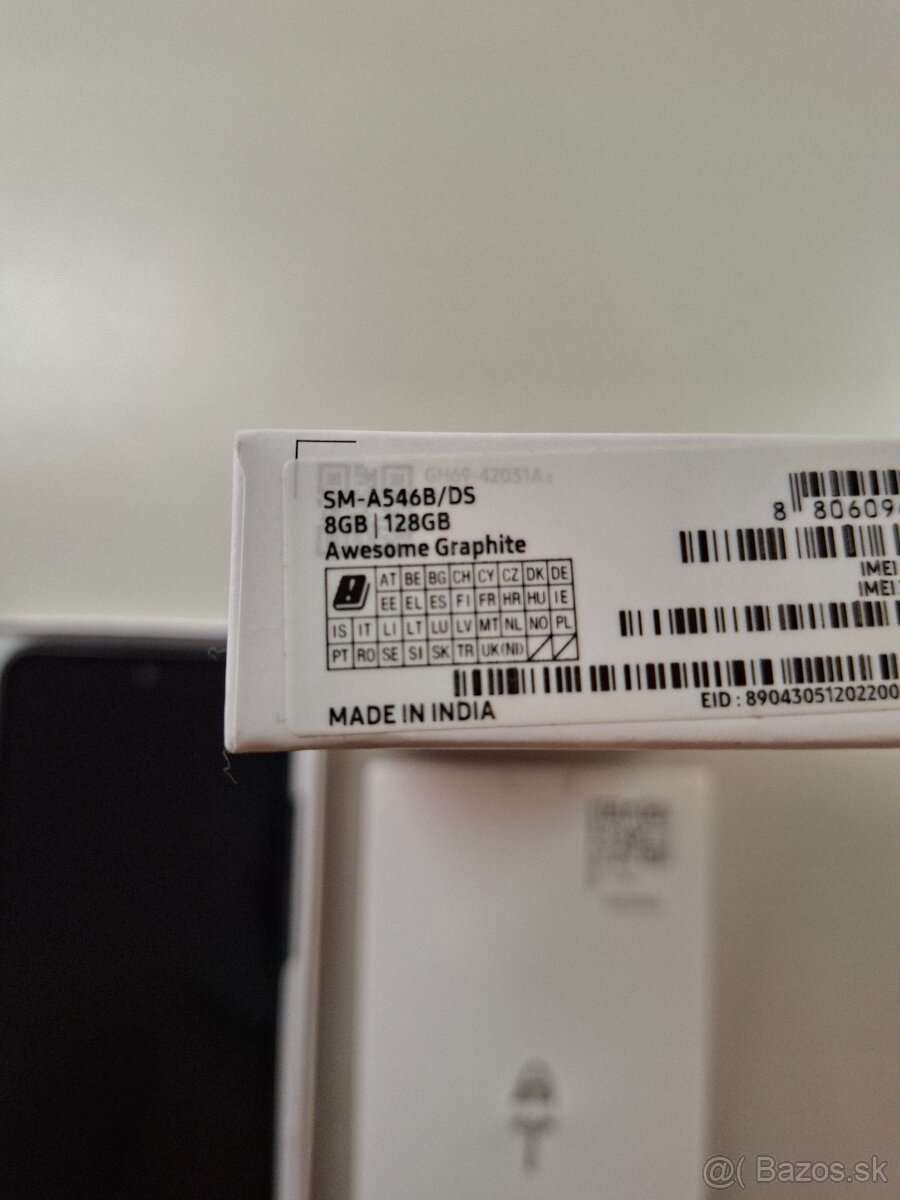 GH69-42031A
SM-A546B/DS
8GB | 128GB
Awesome Graphite
8 80609
IMEI
IMEI
AT BE BG CH CY CZ DK DE
EE EL ES FI FR HR HU IE
IS IT LI LT LU LV MT NL NO PL
PT RO SE SI SK TR UK(NI)
EID : 89043051202200
MADE IN INDIA
@( Bazos.sk